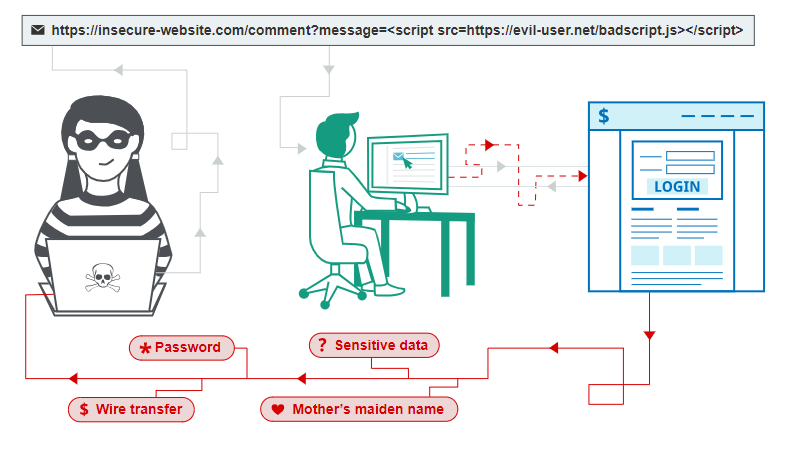 https://insecure-website.com/comment?message=<script src=https://evil-user.net/badscript.js></script>
$
LOGIN
* Password
? Sensitive data
$ Wire transfer
Mother's maiden name